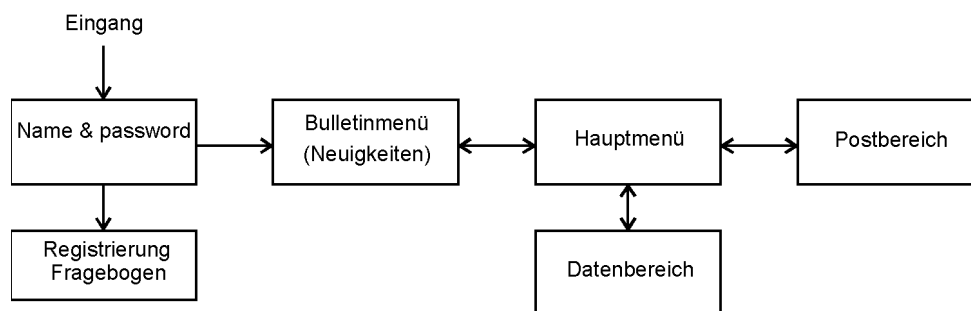 Eingang
Name & password
Bulletinmenü
(Neuigkeiten)
Hauptmenü
Postbereich
Registrierung
Fragebogen
Datenbereich